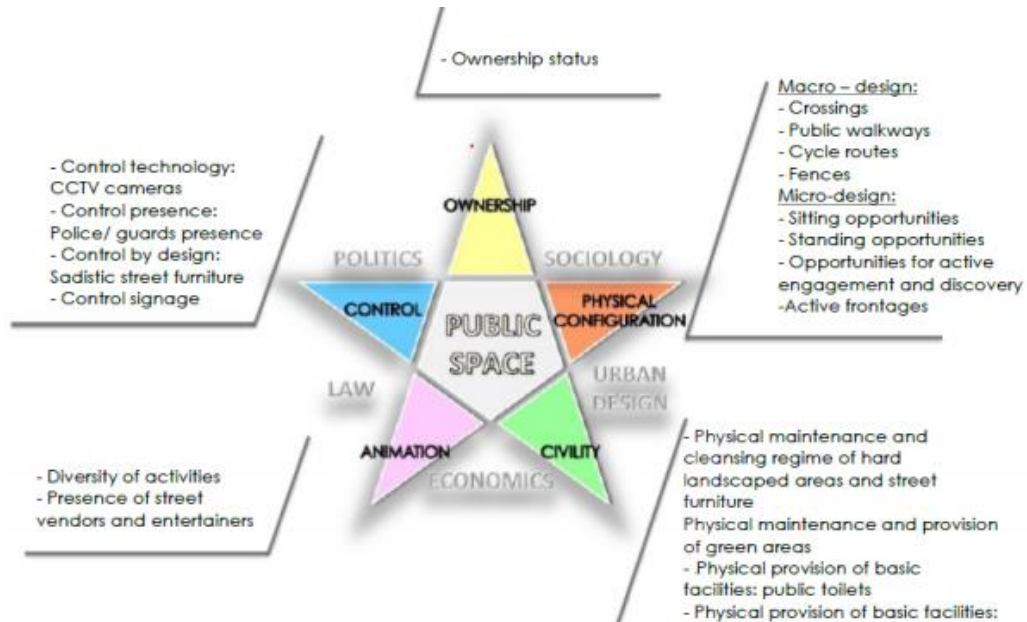 - Ownership status
Macro – design:
- Crossings
- Public walkways
- Cycle routes
- Fences
Micro-design:
- Sitting opportunities
- Standing opportunities
- Opportunities for active
engagement and discovery
-Active frontages
- Control technology:
CCTV cameras
- Control presence:
Police/ guards presence
- Control by design:
Sadistic street furniture
- Control signage
OWNERSHIP
POLITICS
SOCIOLOGY
CONTROL
PHYSICAL
CONFIGURATION
PUBLIC
SPACE
LAW
URBAN
DESIGN
ANIMATION
CIVILITY
ECONOMICS
- Diversity of activities
- Presence of street
vendors and entertainers
- Physical maintenance and
cleansing regime of hard
landscaped areas and street
furniture
Physical maintenance and provision
of green areas
- Physical provision of basic
facilities: public toilets
- Physical provision of basic facilities: